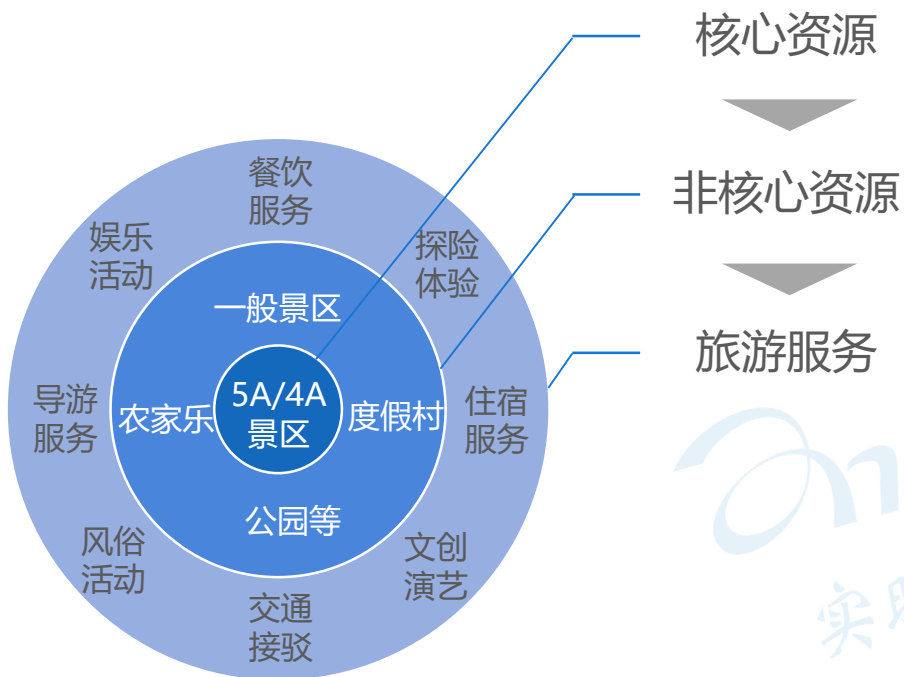 核心资源
非核心资源
旅游服务
餐饮
服务
娱乐
活动
探险
体验
一般景区
导游
服务
农家乐
5A/4A
景区
度假村
住宿
服务
公园等
风俗
活动
文创
演艺
交通
接驳
实